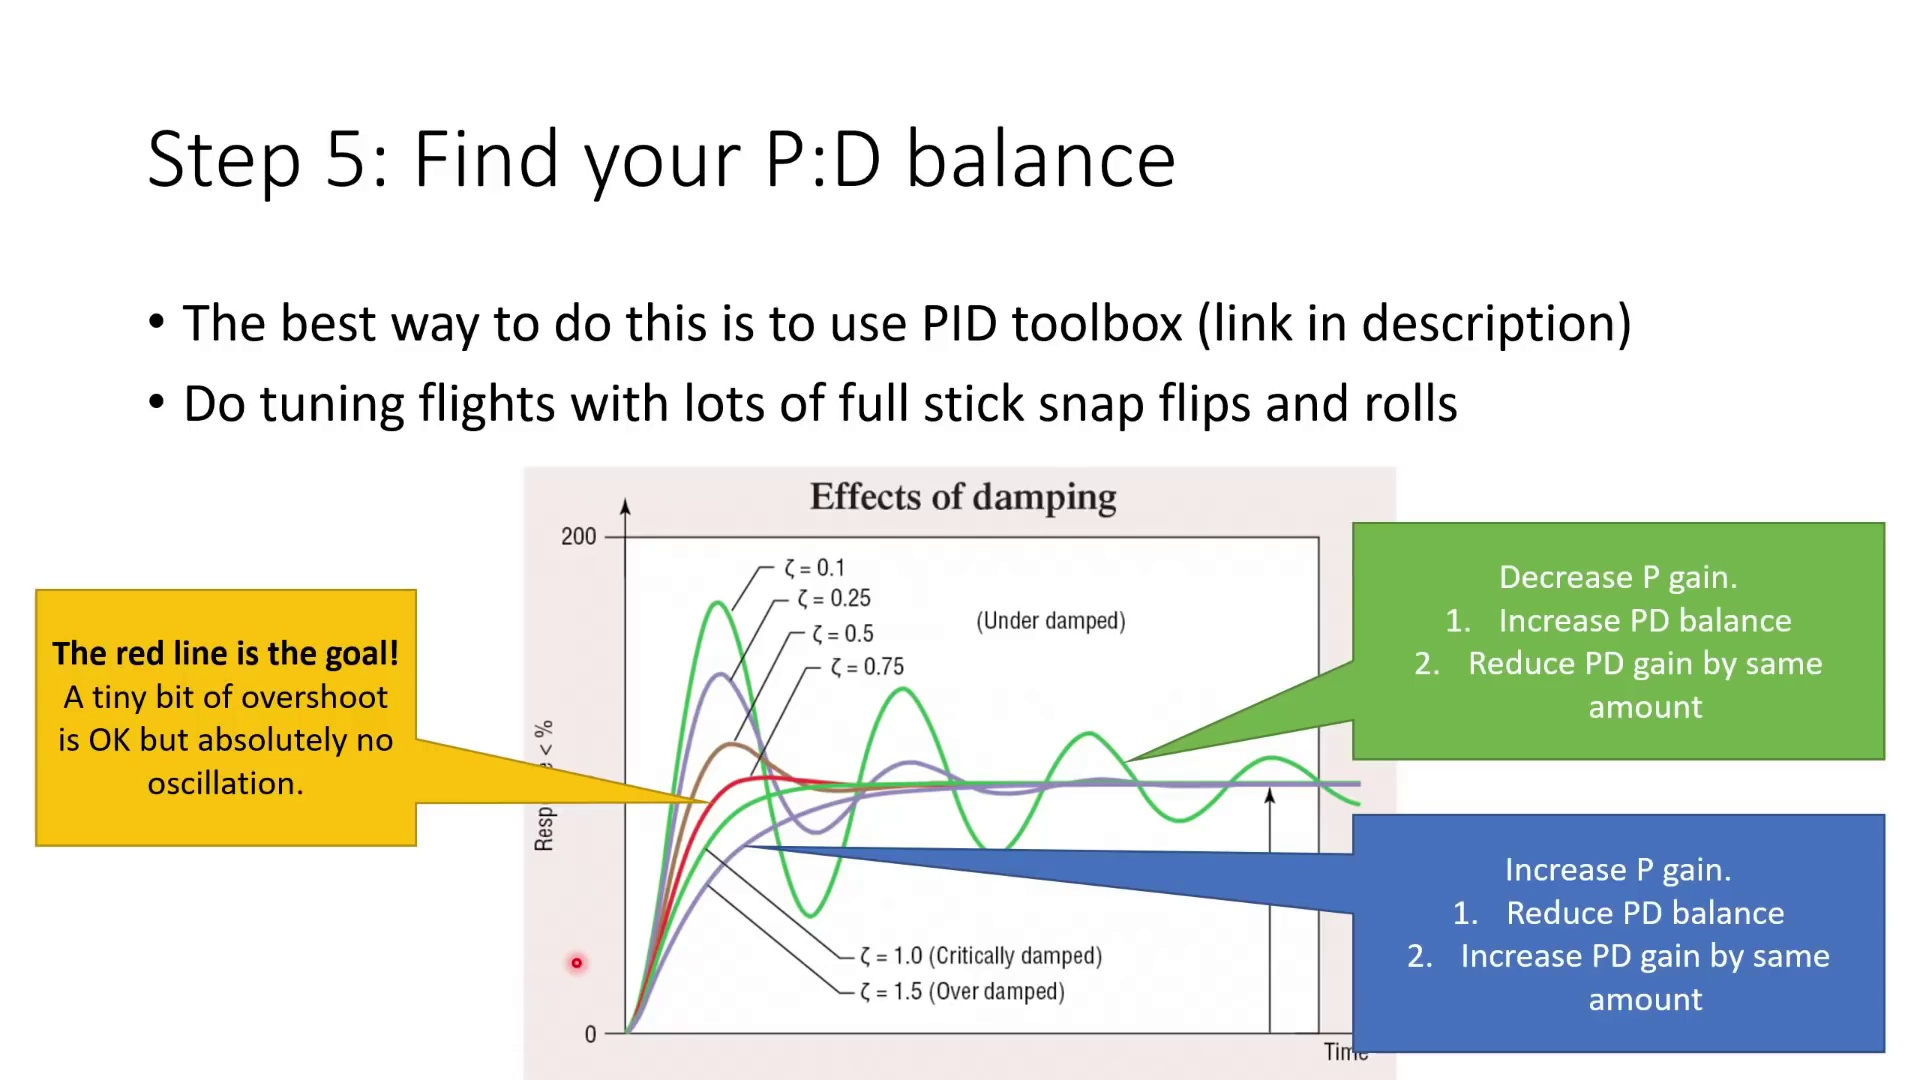 Step 5: Find your P:D balance
• The best way to do this is to use PID toolbox (link in description)
• Do tuning flights with lots of full stick snap flips and rolls
Effects of damping
200
ζ = 0.1
ζ = 0.25
ζ = 0.5
ζ = 0.75
(Under damped)
The red line is the goal!
A tiny bit of overshoot
is OK but absolutely no
oscillation.
Decrease P gain.
1. Increase PD balance
2. Reduce PD gain by same
amount
Increase P gain.
1. Reduce PD balance
2. Increase PD gain by same
amount
ζ = 1.0 (Critically damped)
ζ = 1.5 (Over damped)
0
Time